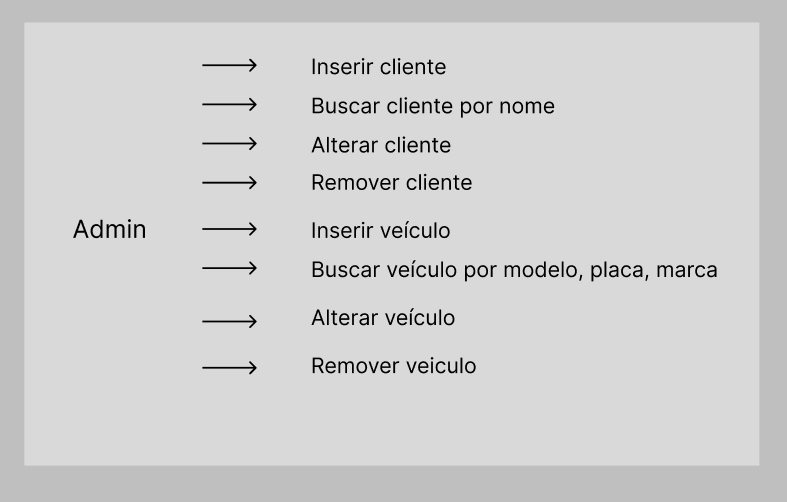 Inserir cliente
Buscar cliente por nome
Alterar cliente
Remover cliente
Admin
Inserir veículo
Buscar veículo por modelo, placa, marca
Alterar veículo
Remover veiculo